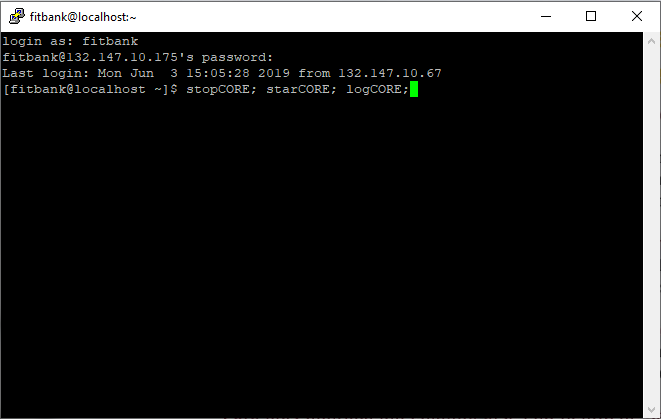 fitbank@localhost:~
login as: fitbank
fitbank@132.147.10.175's password:
Last login: Mon Jun  3 15:05:28 2019 from 132.147.10.67
[fitbank@localhost ~]$ stopCORE; starCORE; logCORE;